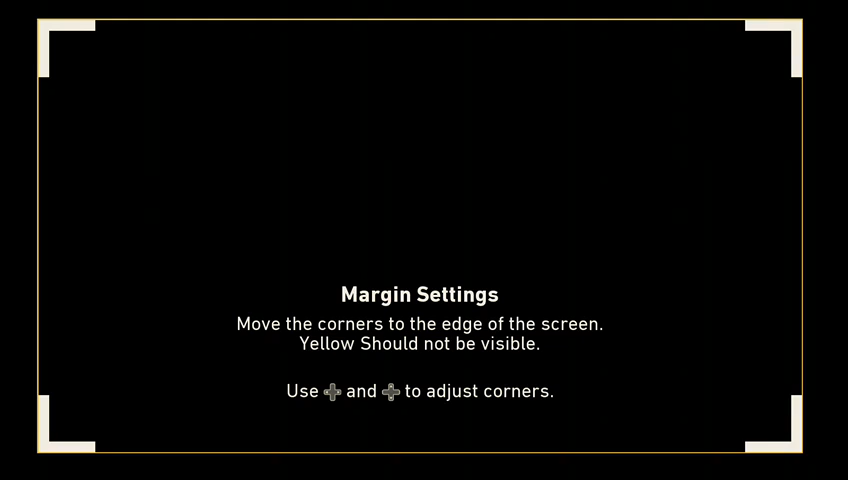 Margin Settings
Move the corners to the edge of the screen.
Yellow Should not be visible.
Use and to adjust corners.